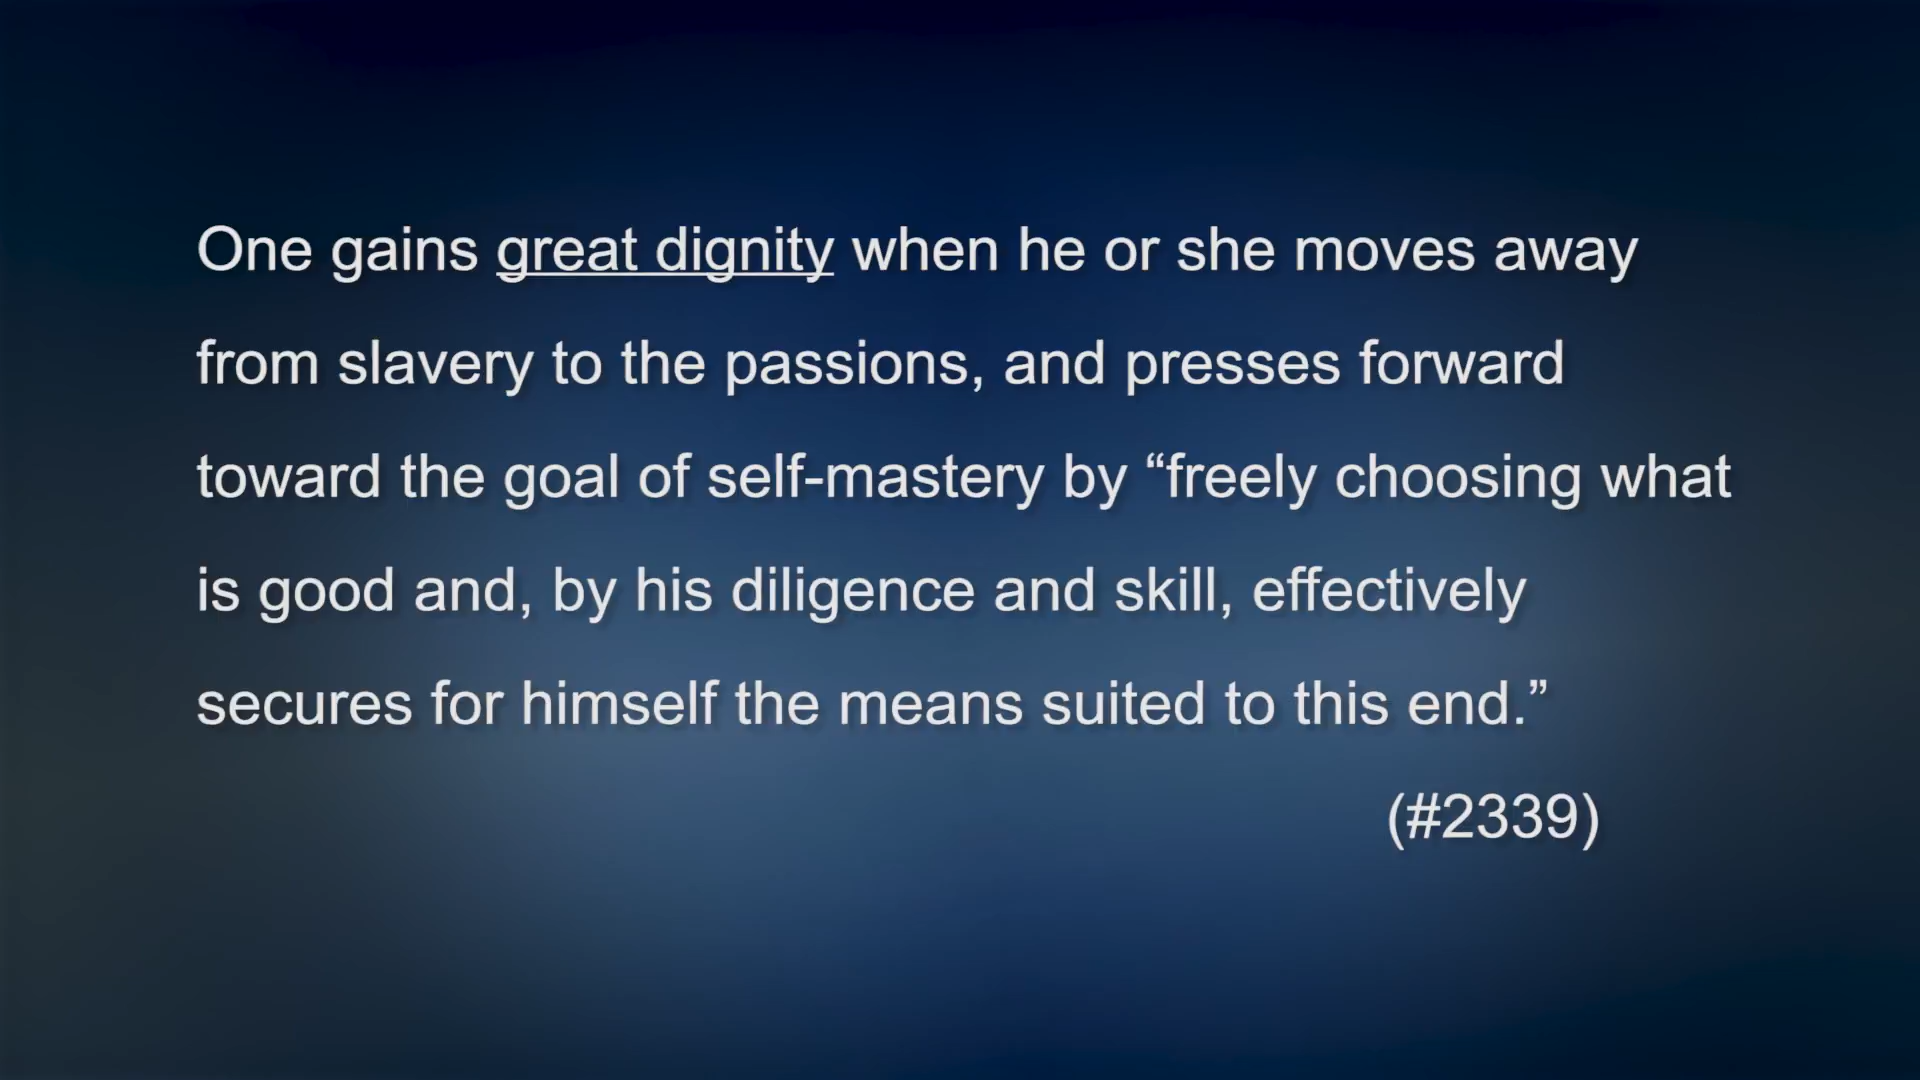 One gains great dignity when he or she moves away
from slavery to the passions, and presses forward
toward the goal of self-mastery by “freely choosing what
is good and, by his diligence and skill, effectively
secures for himself the means suited to this end.”
(#2339)